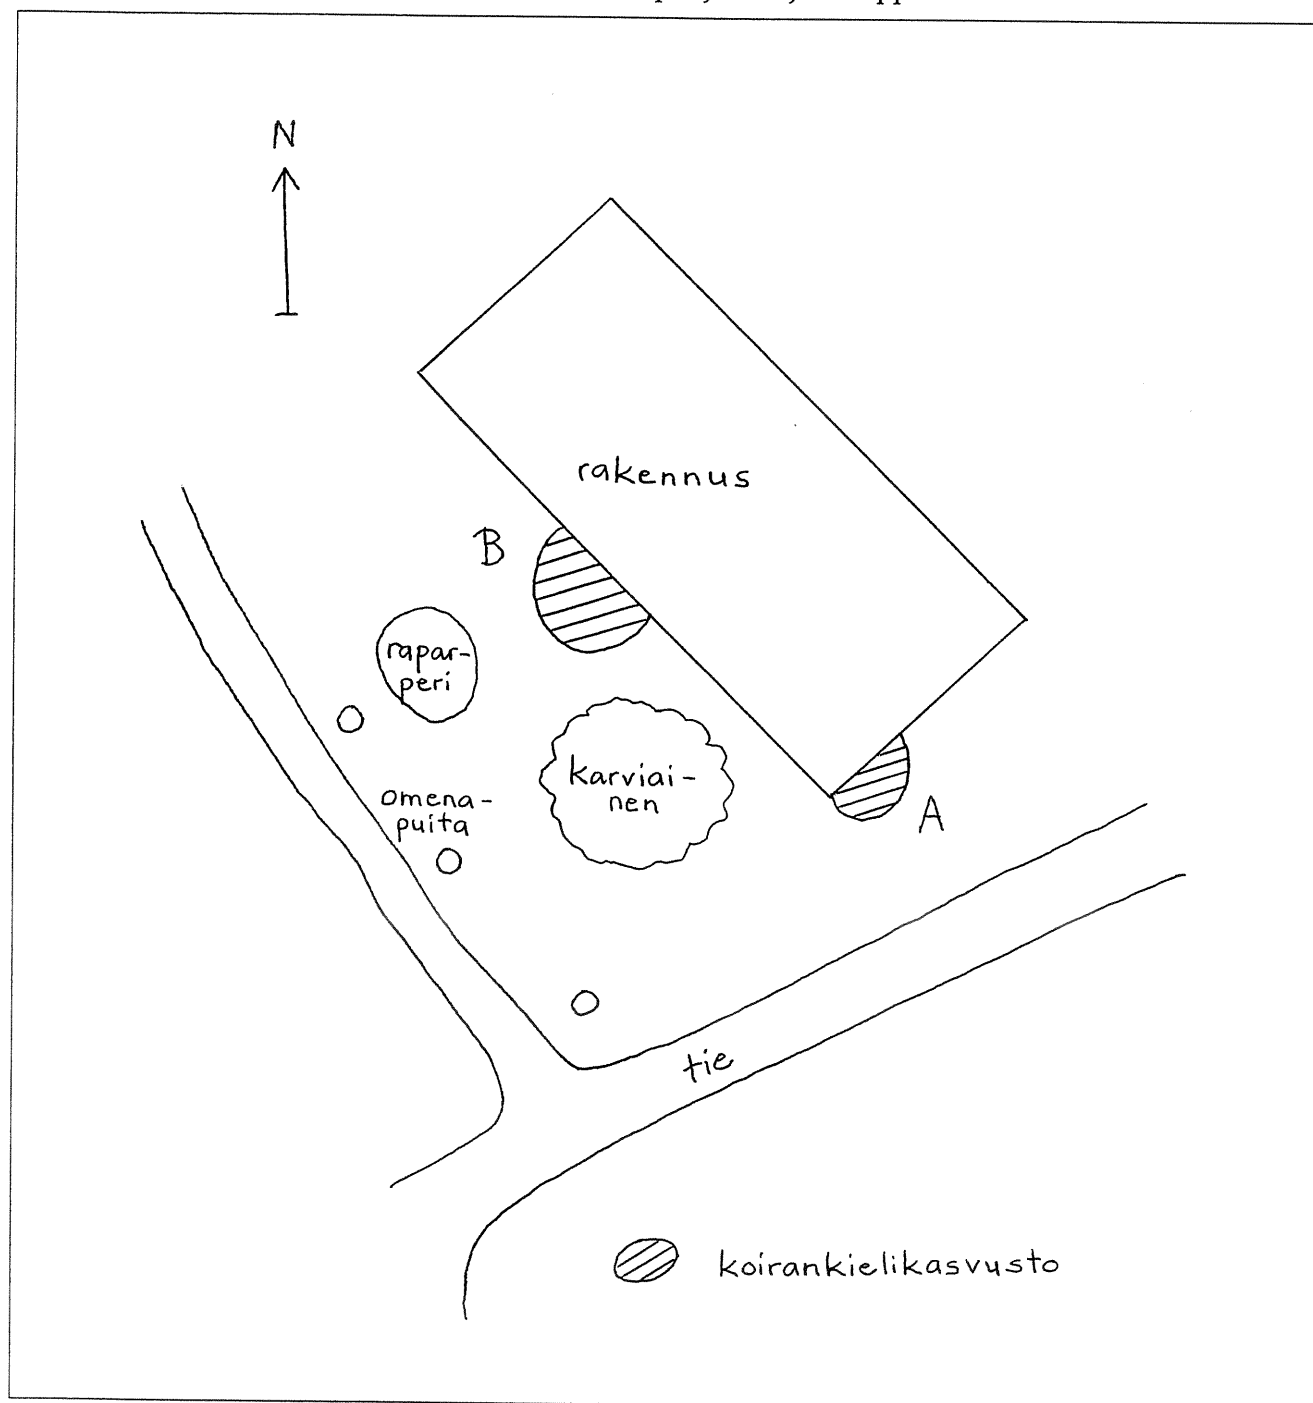 N
rakennus
B
rapar-
peri
karviai-
nen
omena-
puita
A
tie
koirankielikasvusto